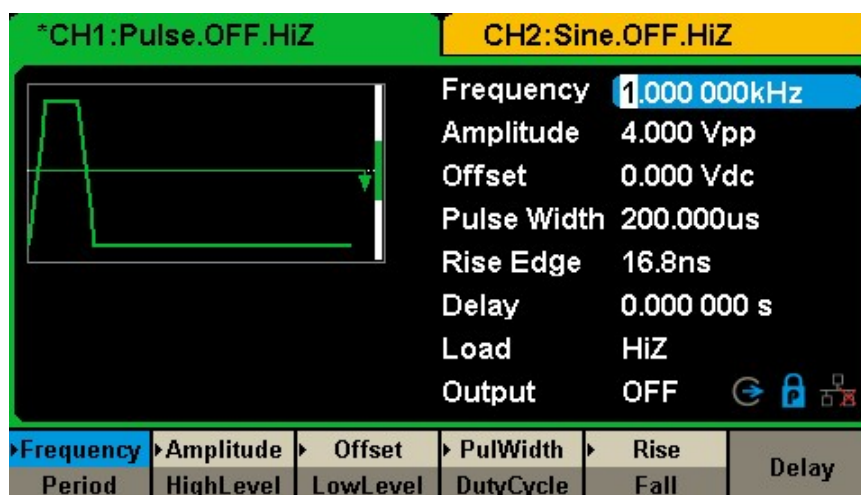 *CH1:Pulse.OFF.HiZ
CH2:Sine.OFF.HiZ
Frequency 1.000 000kHz
Amplitude 4.000 Vpp
Offset 0.000 Vdc
Pulse Width 200.000us
Rise Edge 16.8ns
Delay 0.000 000 s
Load HiZ
Output OFF
P
Frequency Amplitude Offset PulWidth Rise Delay
Period HighLevel LowLevel DutyCycle Fall